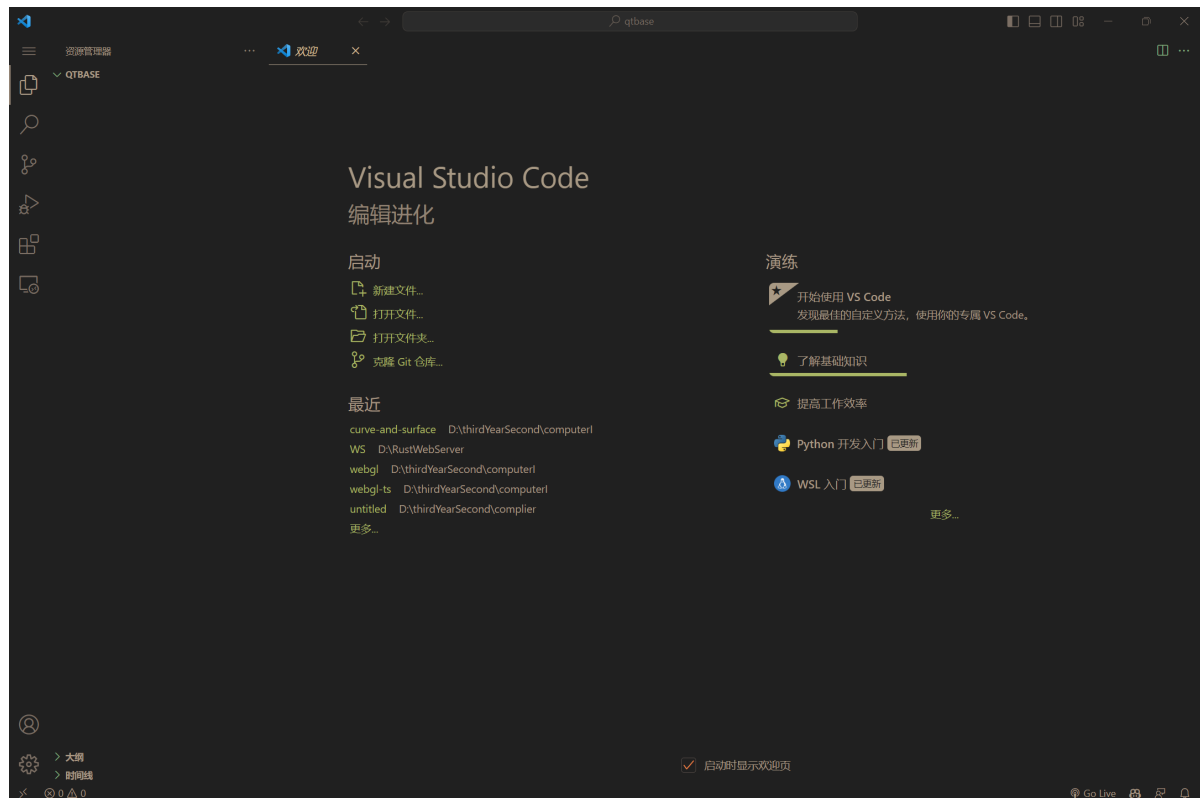 qtbase
资源管理器
欢迎
QTBASE
Visual Studio Code
编辑进化
启动
新建文件...
打开文件...
打开文件夹...
克隆 Git 仓库...
最近
curve-and-surface D:\thirdYearSecond\computerI
WS D:\RustWebServer
webgl D:\thirdYearSecond\computerI
webgl-ts D:\thirdYearSecond\computerI
untitled D:\thirdYearSecond\complier
更多...
演练
开始使用 VS Code
发现最佳的自定义方法，使用你的专属 VS Code。
了解基础知识
提高工作效率
Python 开发入门 已更新
WSL 入门 已更新
更多...
大纲
时间线
启动时显示欢迎页
0 0
Go Live